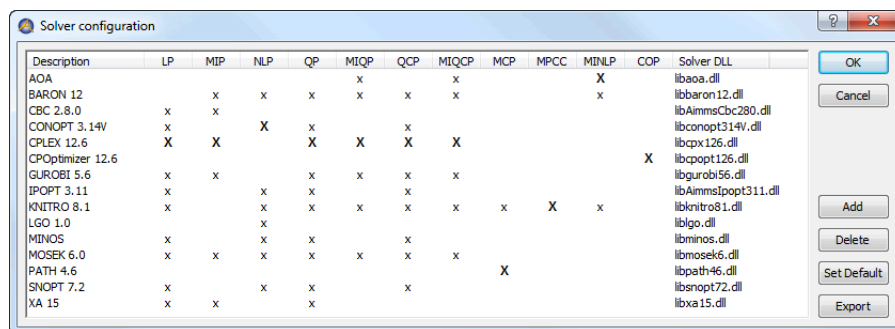 Solver configuration
Description LP MIP NLP QP MIQP QCP MIQCP MCP MPCC MINLP COP Solver DLL
AOA x x X libaoa.dll
BARON 12 x x x x x x x libbaron12.dll
CBC 2.8.0 x x libAimmsCbc280.dll
CONOPT 3.14V x X x x libconopt314V.dll
CPLEX 12.6 X X X X X X libcpx126.dll
CPOptimizer 12.6 X libcpopt126.dll
GUROBI 5.6 x x x x x x libgurobi56.dll
IPOPT 3.11 x x x x libAimmsIpopt311.dll
KNITRO 8.1 x x x x x x x X x libknitro81.dll
LGO 1.0 x liblgo.dll
MINOS x x x x libminos.dll
MOSEK 6.0 x x x x x x x libmosek6.dll
PATH 4.6 X libpath46.dll
SNOPT 7.2 x x x x libsnopt72.dll
XA 15 x x x libxa15.dll
OK
Cancel
Add
Delete
Set Default
Export